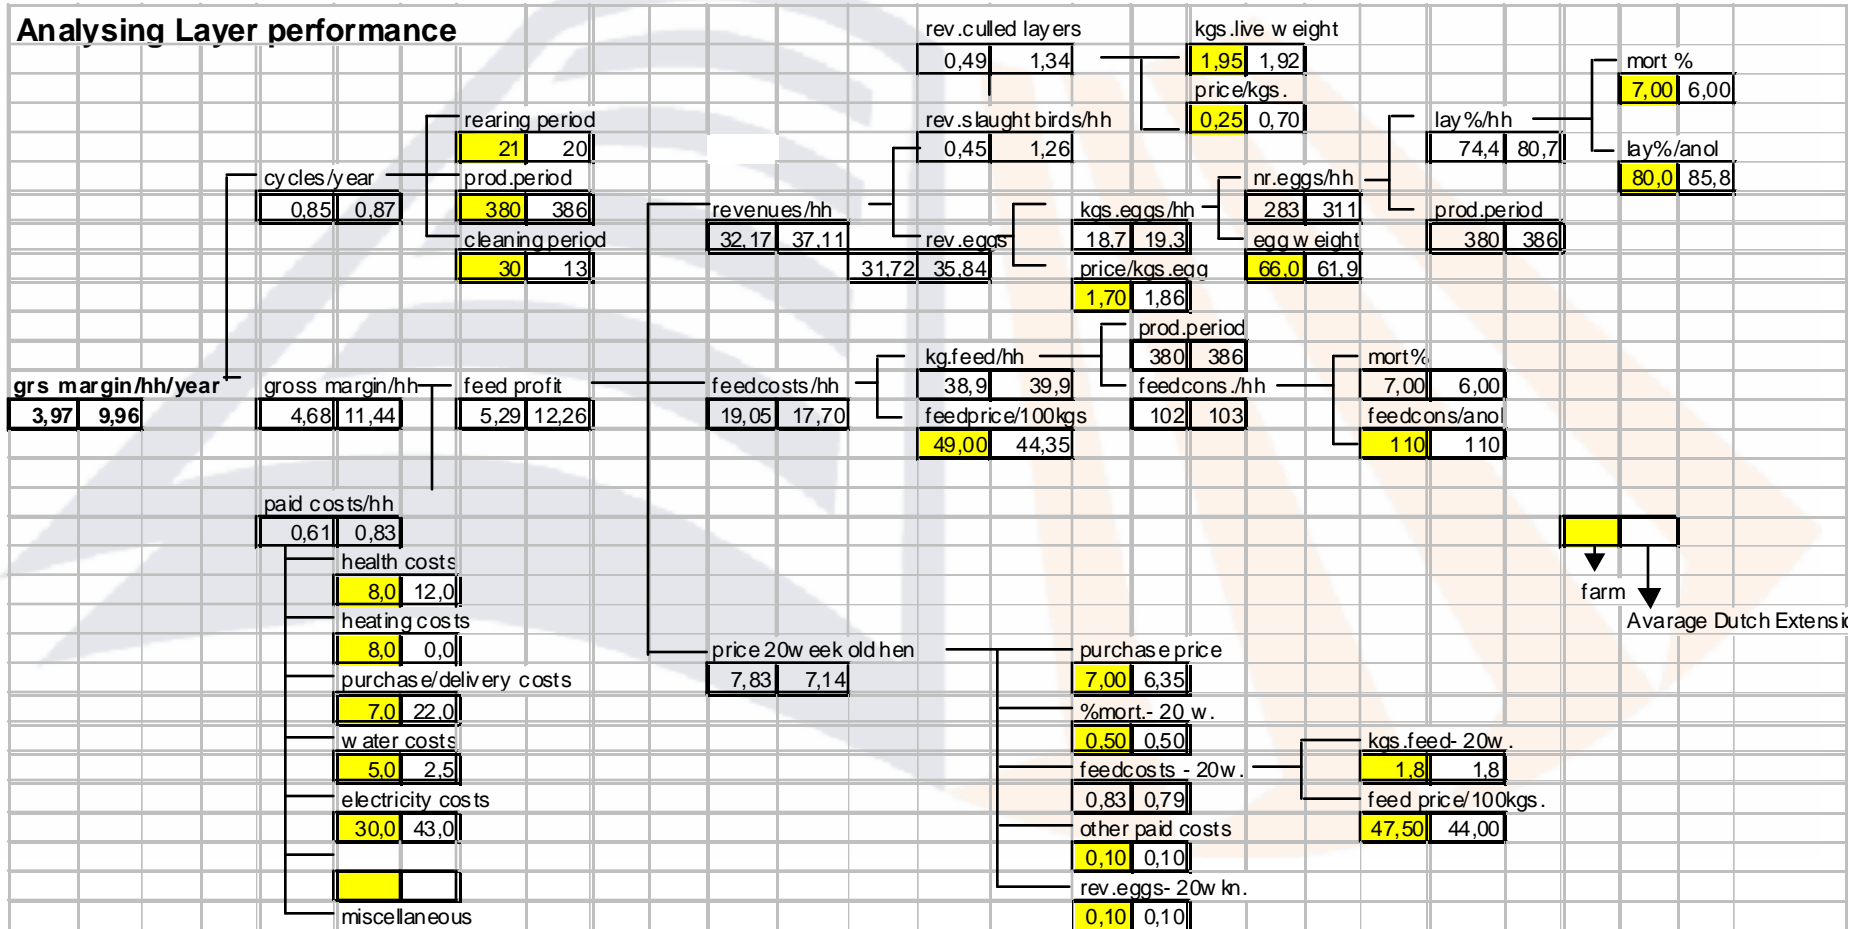 Analysing Layer performance
rev.culled layers
kgs.live weight
0,49 1,34
1,95 1,92
mort %
7,00 6,00
price/kgs.
0,25 0,70
rearing period
rev.slaught birds/hh
lay%/hh
21 20
0,45 1,26
74,4 80,7
lay%/anol
cycles/year
prod.period
nr.eggs/hh
80,0 85,8
0,85 0,87
380 386
revenues/hh
kgs.eggs/hh
283 311
prod.period
cleaning period
32,17 37,11
rev.eggs
18,7 19,3
egg weight
380 386
30 13
31,72 35,84
price/kgs.egg
66,0 61,9
1,70 1,86
prod.period
kg.feed/hh
380 386
mort%
grs margin/hh/year
gross margin/hh
feed profit
feedcosts/hh
38,9 39,9
feedcons./hh
7,00 6,00
3,97 9,96
4,68 11,44
5,29 12,26
19,05 17,70
feedprice/100kgs
102 103
feedcons/anol
49,00 44,35
110 110
paid costs/hh
0,61 0,83
health costs
8,0 12,0
farm
heating costs
Avarage Dutch Extensi
8,0 0,0
price 20week old hen
purchase price
purchase/delivery costs
7,83 7,14
7,00 6,35
7,0 22,0
%mort.- 20 w.
water costs
0,50 0,50
kgs.feed- 20w.
5,0 2,5
feedcosts - 20w.
1,8 1,8
electricity costs
0,83 0,79
feed price/100kgs.
30,0 43,0
other paid costs
47,50 44,00
0,10 0,10
rev.eggs- 20wkn.
miscellaneous
0,10 0,10